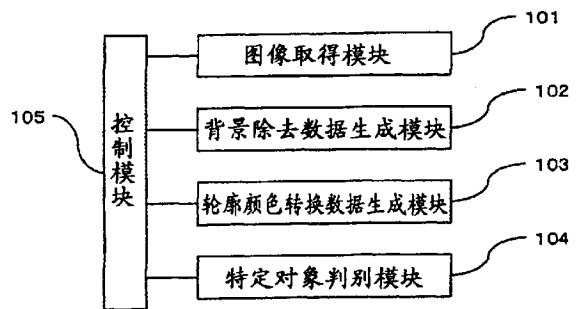 101
图像取得模块
102
背景除去数据生成模块
105
控制模块
103
轮廓颜色转换数据生成模块
104
特定对象判别模块